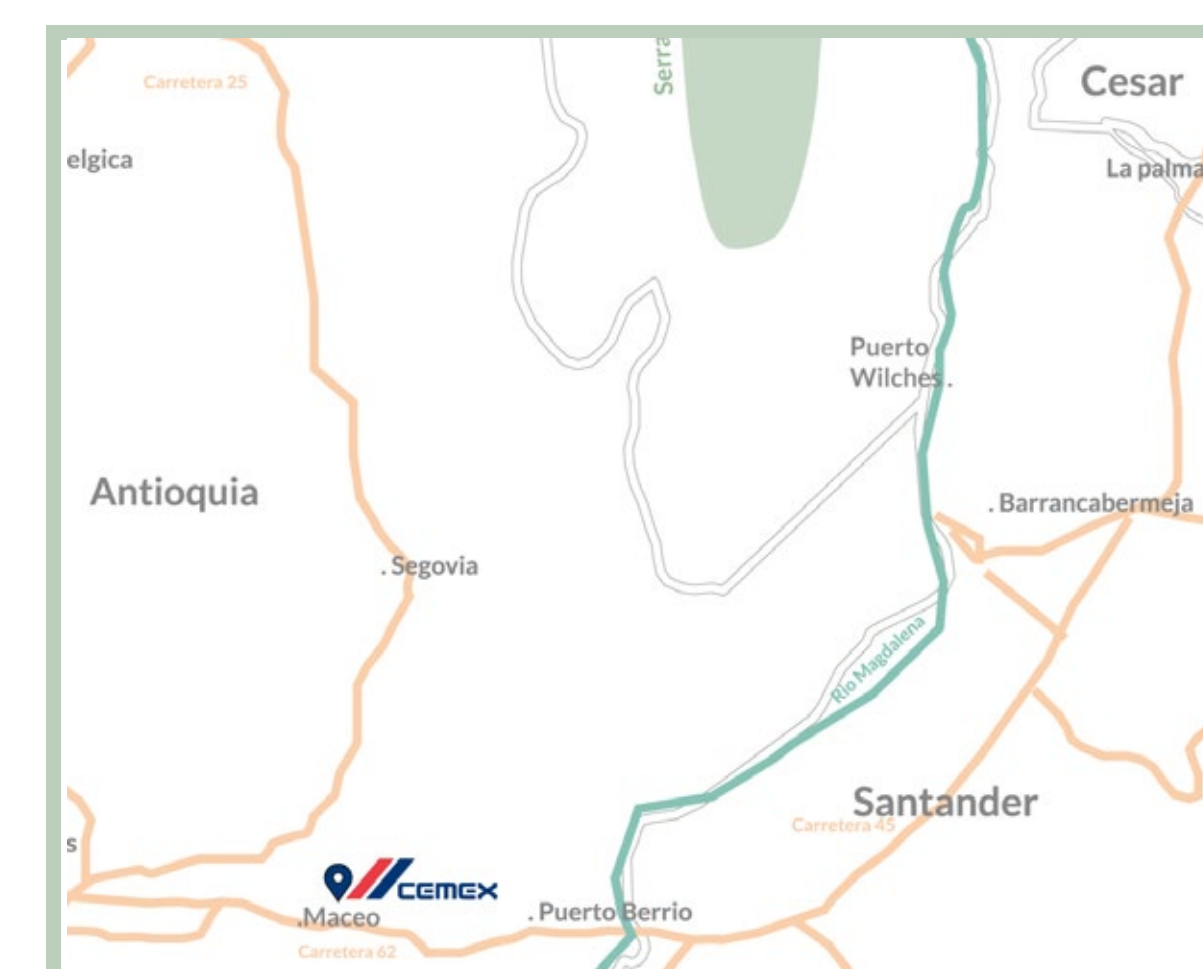 Serra
Cesar
Carretera 25
elgica
La palma
Puerto
Wilches .
Antioquia
. Barrancabermeja
. Segovia
Rio Magdalena
Santander
Carretera 45
s
CEMEX
.Maceo
. Puerto Berrio
Carretera 62